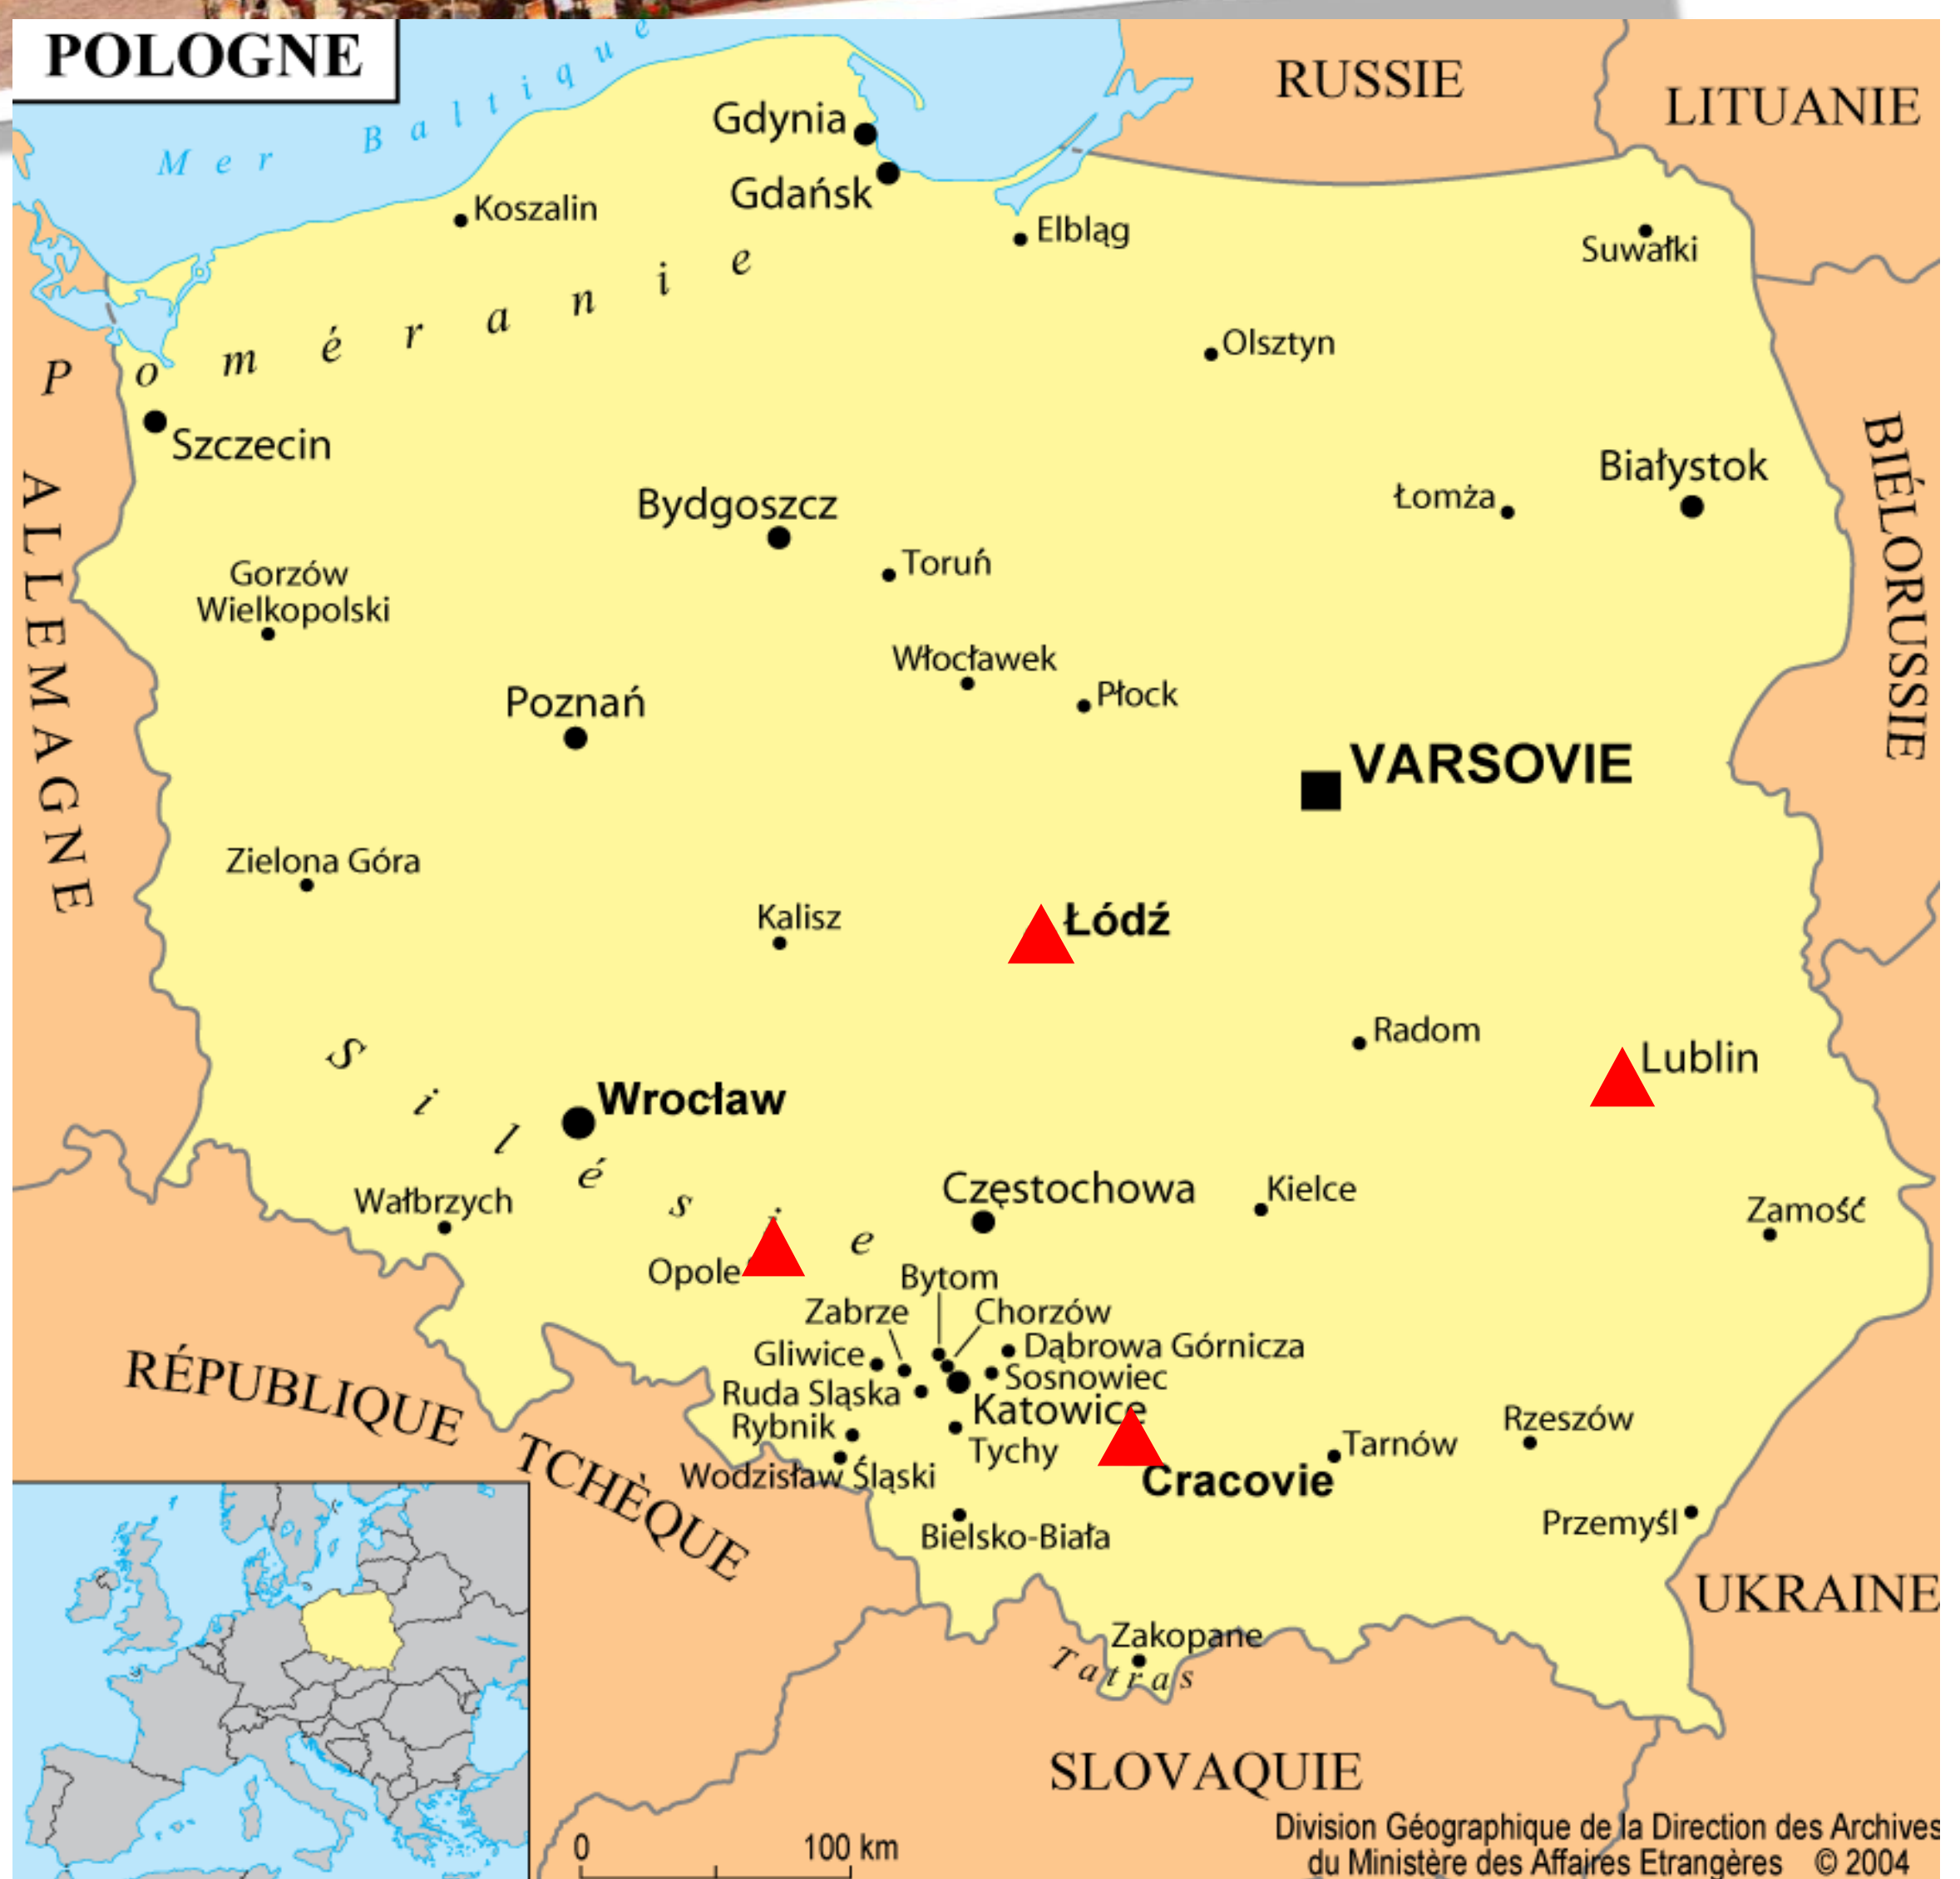 POLOGNE
Mer Baltique
RUSSIE
LITUANIE
Gdynia
Gdańsk
Koszalin
Elbląg
Suwałki
Poméranie
Olsztyn
Szczecin
ALLEMAGNE
BIÉLORUSSIE
Białystok
Łomża
Bydgoszcz
Toruń
Gorzów
Wielkopolski
Włocławek
Płock
Poznań
VARSOVIE
Zielona Góra
Kalisz
Łódź
Radom
Lublin
Silésie
Wrocław
Wałbrzych
Częstochowa
Kielce
Zamość
Opole
Bytom
Zabrze
Chorzów
Gliwice
Dąbrowa Górnicza
Ruda Sląska
Sosnowiec
Katowice
Rybnik
Tychy
Wodzisław Śląski
Cracovie
Tarnów
Rzeszów
RÉPUBLIQUE
TCHÈQUE
Bielsko-Biała
Przemyśl
UKRAINE
Zakopane
Tatras
SLOVAQUIE
0 100 km
Division Géographique de la Direction des Archives
du Ministère des Affaires Etrangères © 2004